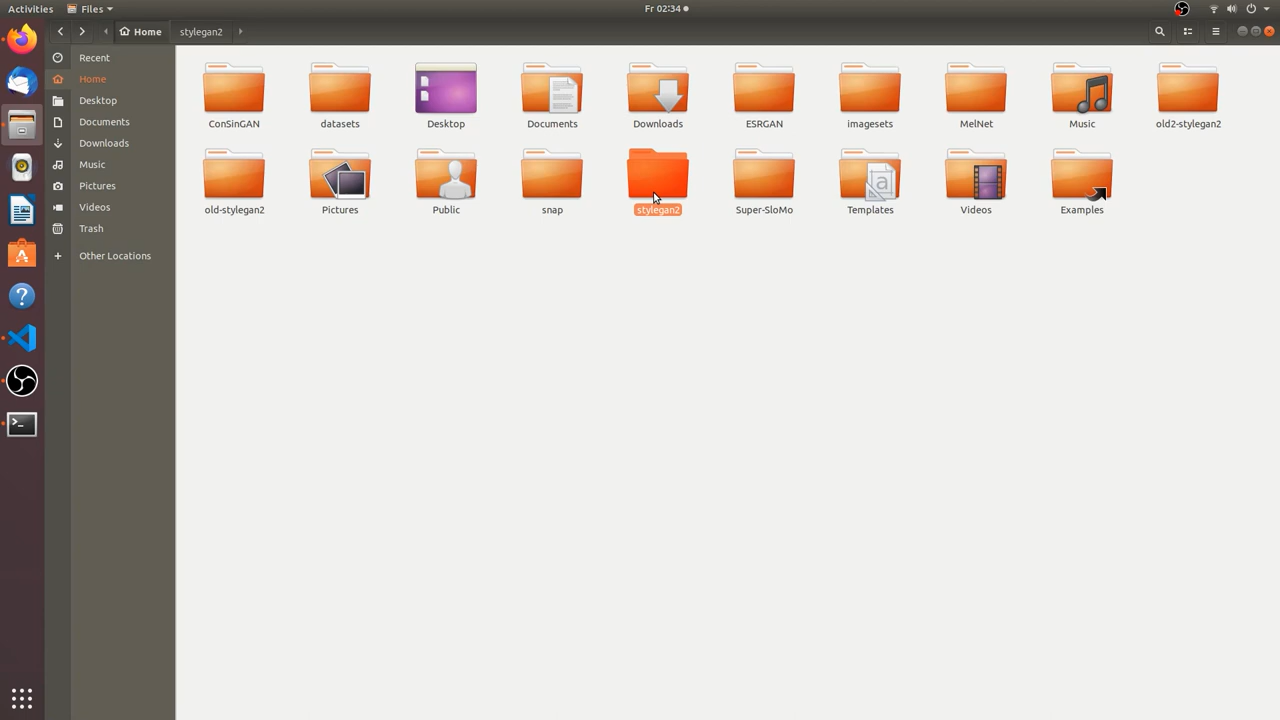 Activities Files Fr 02:34
Home stylegan2
Recent
Home
Desktop
Documents
Downloads
Music
Pictures
Videos
Trash
Other Locations
ConSinGAN datasets Desktop Documents Downloads ESRGAN imagesets MelNet Music old2-stylegan2
old-stylegan2 Pictures Public snap stylegan2 Super-SloMo Templates Videos Examples